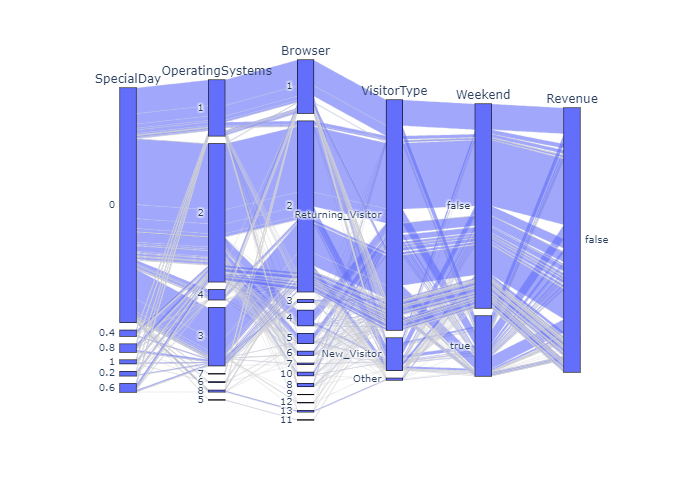 SpecialDay
0
0.4
0.8
1
0.2
0.6
OperatingSystems
1
2
4
3
7
6
8
5
Browser
1
2
3
4
5
6
7
10
8
9
12
13
11
VisitorType
Returning_Visitor
New_Visitor
Other
Weekend
false
true
Revenue
false